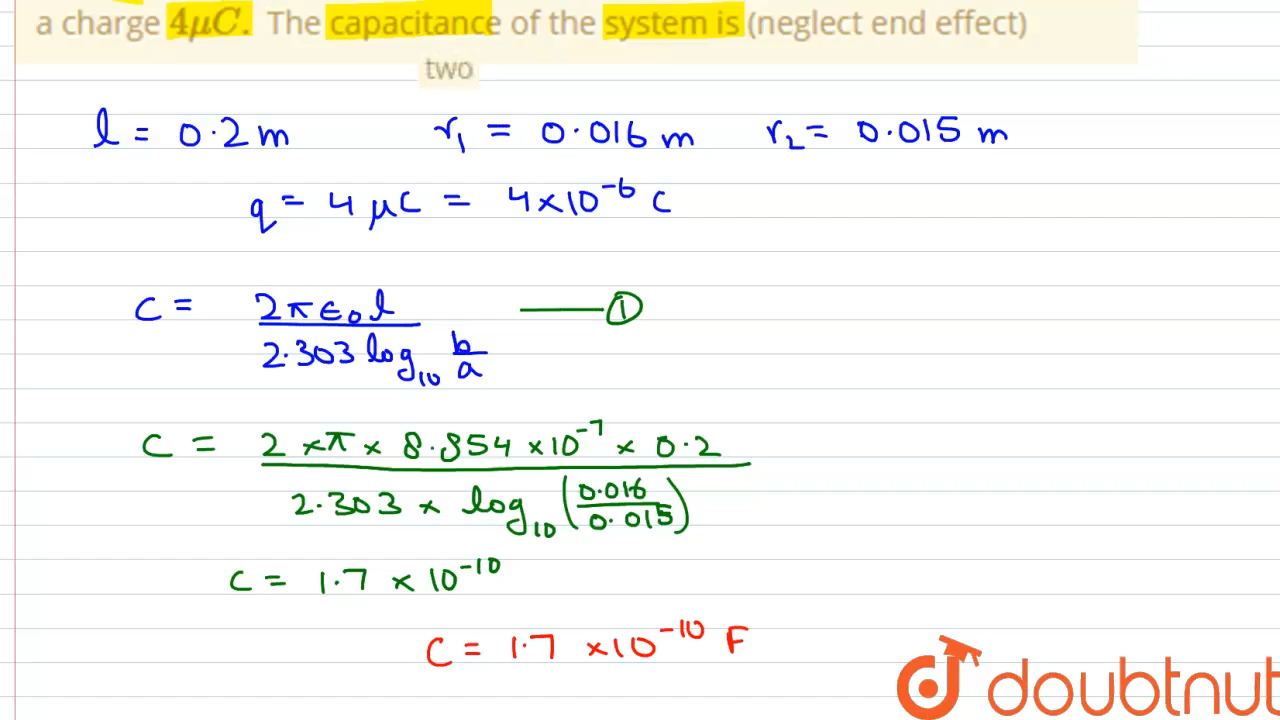 a charge 4μC. The capacitance of the system is (neglect end effect)
two
l = 0.2 m r₁ = 0.016 m r₂ = 0.015 m
q = 4 μC = 4×10⁻⁶ C
C = 2πε₀l / 2.303 log₁₀ b/a ——— ①
C = 2 × π × 8.854 × 10⁻⁷ × 0.2 / 2.303 × log₁₀ (0.016/0.015)
C = 1.7 × 10⁻¹⁰
C = 1.7 × 10⁻¹⁰ F
doubtnut